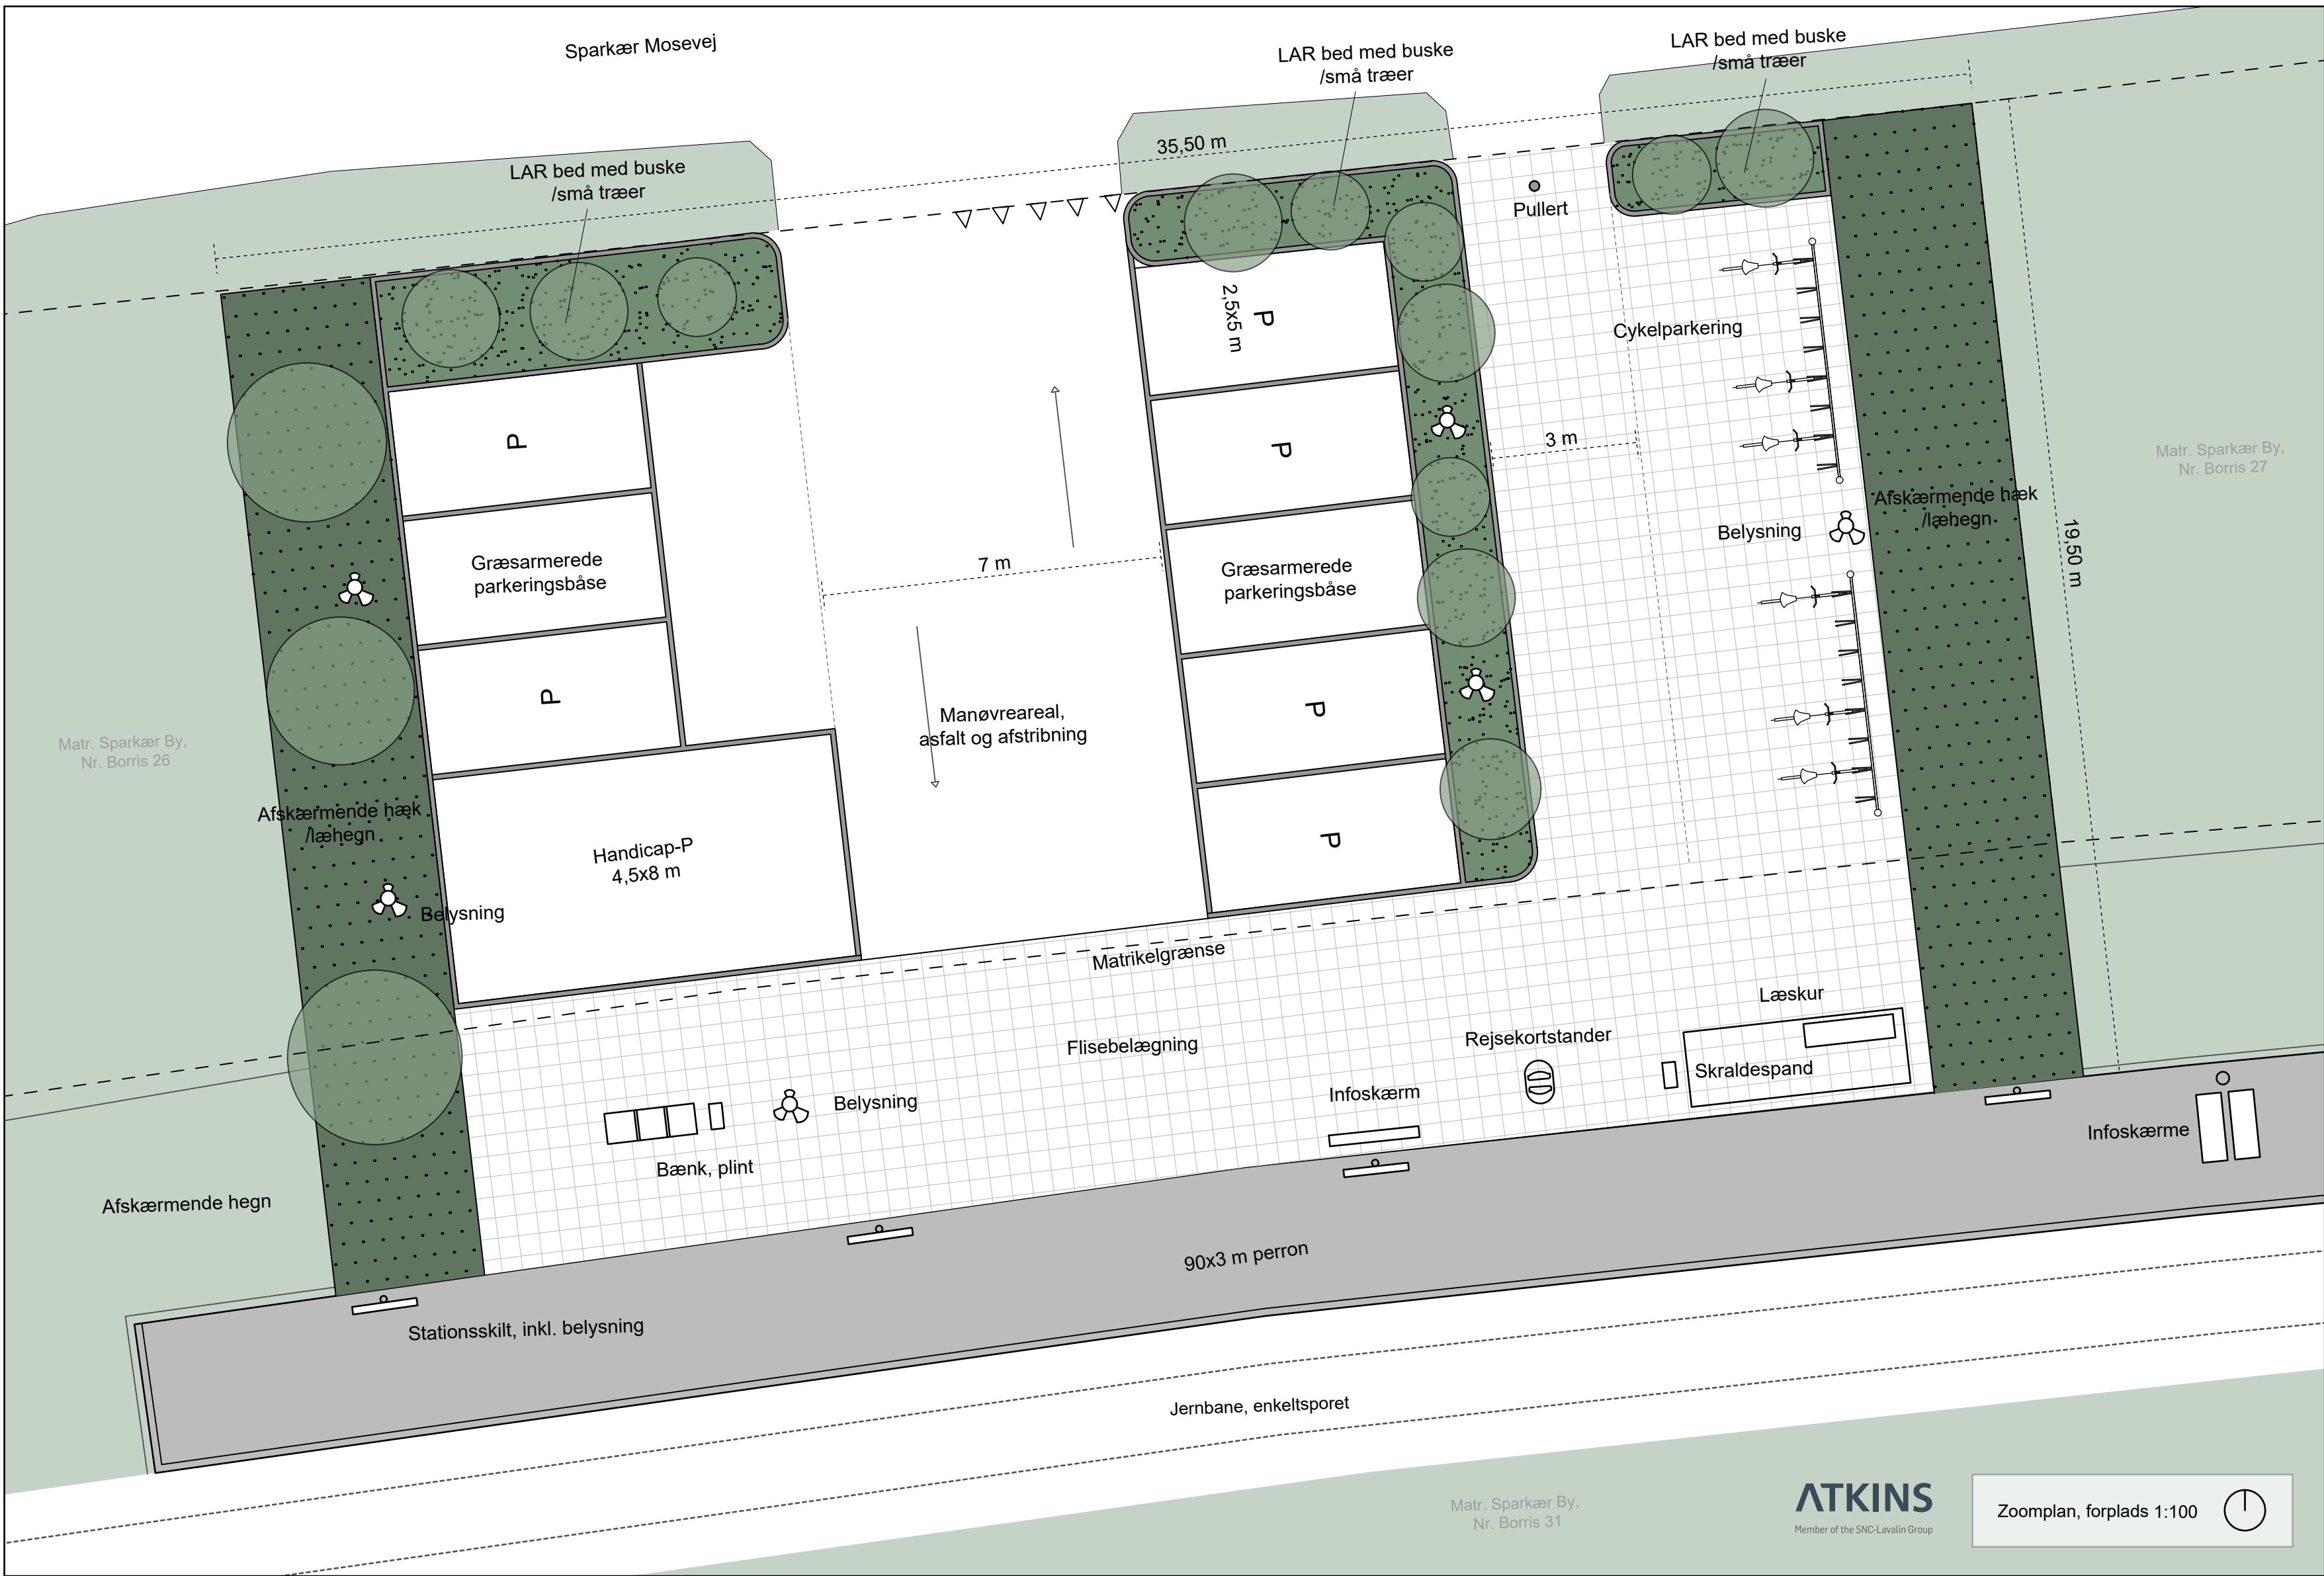 Sparkær Mosevej
LAR bed med buske
/små træer
LAR bed med buske
/små træer
LAR bed med buske
/små træer
35,50 m
Pullert
2,5x5 m
P
P
P
Cykelparkering
3 m
P
Græsarmerede
parkeringsbåse
7 m
Græsarmerede
parkeringsbåse
Afskærmende hæk
/læhegn
Belysning
19,50 m
Matr. Sparkær By,
Nr. Borris 27
P
P
Manøvreareal,
asfalt og afstribning
Matr. Sparkær By,
Nr. Borris 26
Afskærmende hæk
/læhegn
Handicap-P
4,5x8 m
P
Belysning
Matrikelgrænse
Læskur
Flisebelægning
Rejsekortstander
Skraldespand
Infoskærm
Belysning
Bænk, plint
Infoskærme
Afskærmende hegn
90x3 m perron
Stationsskilt, inkl. belysning
Jernbane, enkeltsporet
Matr. Sparkær By,
Nr. Borris 31
ATKINS
Member of the SNC-Lavalin Group
Zoomplan, forplads 1:100